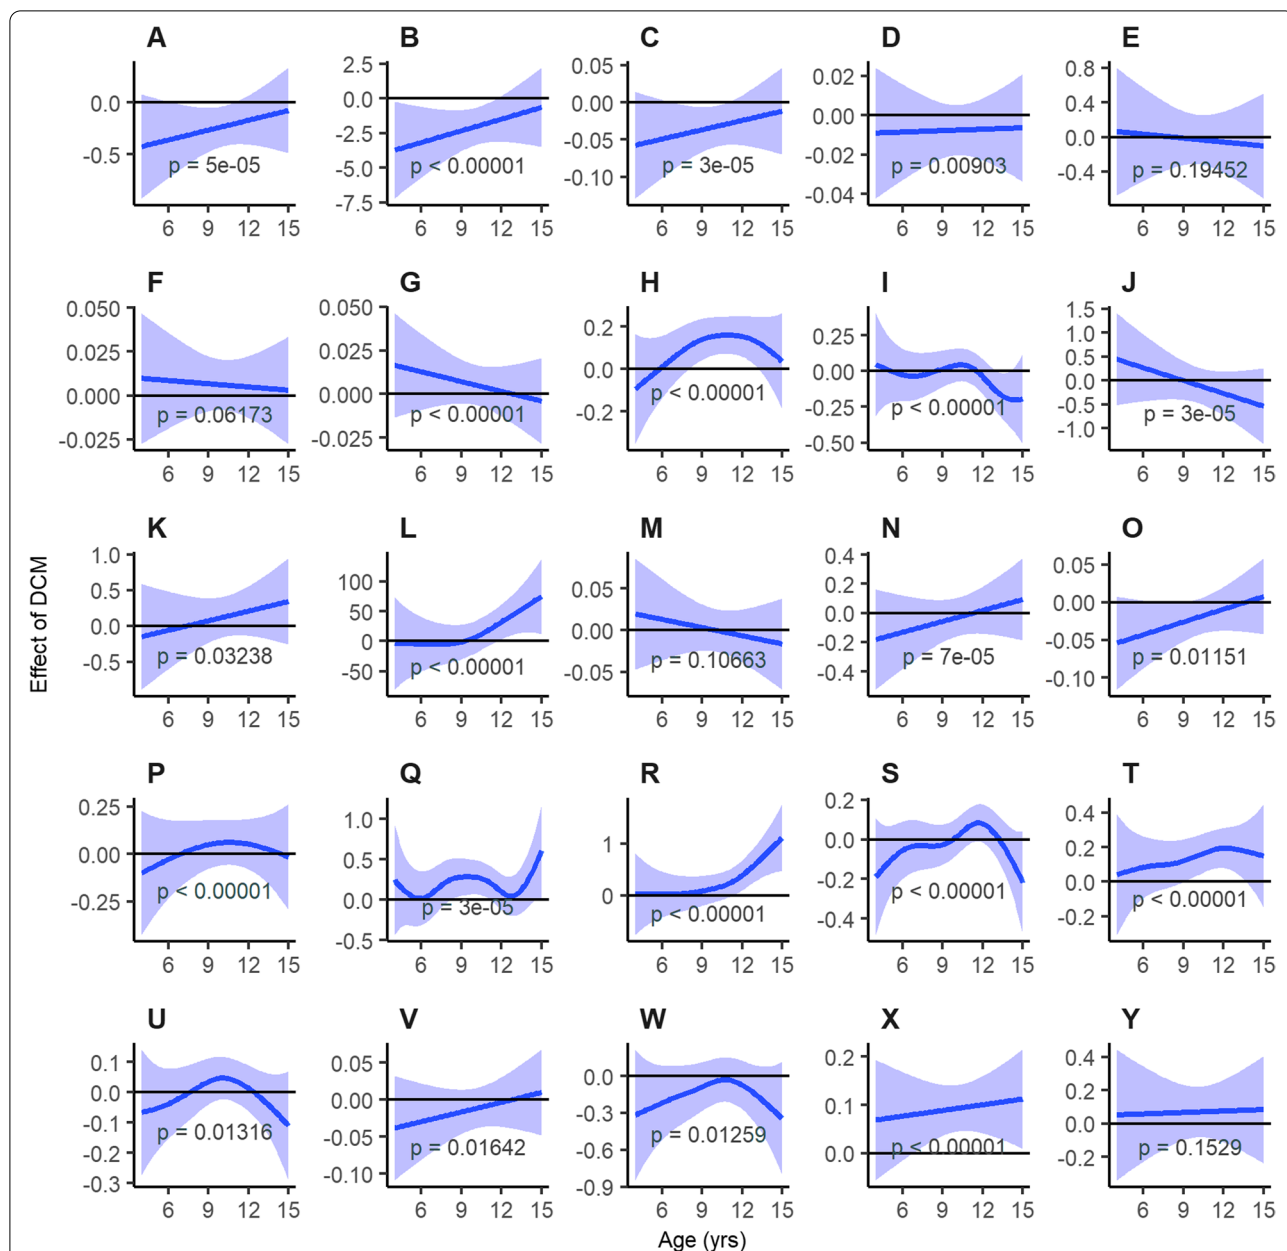 A B C D E
0.0 -0.5
2.5 0.0 -2.5 -5.0 -7.5
0.05 0.00 -0.05 -0.10
0.02 0.00 -0.02 -0.04
0.8 0.4 0.0 -0.4
p = 5e-05 p < 0.00001 p = 3e-05 p = 0.00903 p = 0.19452
6 9 12 15 6 9 12 15 6 9 12 15 6 9 12 15 6 9 12 15
F G H I J
0.050 0.025 0.000 -0.025
0.050 0.025 0.000 -0.025
0.2 0.0 -0.2
0.25 0.00 -0.25 -0.50
1.5 1.0 0.5 0.0 -0.5 -1.0
p = 0.06173 p < 0.00001 p < 0.00001 p < 0.00001 p = 3e-05
6 9 12 15 6 9 12 15 6 9 12 15 6 9 12 15 6 9 12 15
Effect of DCM
K L M N O
1.0 0.5 0.0 -0.5
100 50 0 -50
0.05 0.00 -0.05
0.4 0.2 0.0 -0.2 -0.4
0.05 0.00 -0.05 -0.10
p = 0.03238 p < 0.00001 p = 0.10663 p = 7e-05 p = 0.01151
6 9 12 15 6 9 12 15 6 9 12 15 6 9 12 15 6 9 12 15
P Q R S T
0.25 0.00 -0.25
1.0 0.5 0.0 -0.5
1 0
0.2 0.0 -0.2 -0.4
0.4 0.2 0.0 -0.2
p < 0.00001 p = 3e-05 p < 0.00001 p < 0.00001 p < 0.00001
6 9 12 15 6 9 12 15 6 9 12 15 6 9 12 15 6 9 12 15
U V W X Y
0.1 0.0 -0.1 -0.2 -0.3
0.05 0.00 -0.05 -0.10
0.0 -0.3 -0.6 -0.9
0.2 0.1 0.0
0.4 0.2 0.0 -0.2
p = 0.01316 p = 0.01642 p = 0.01259 p < 0.00001 p = 0.1529
6 9 12 15 6 9 12 15 6 9 12 15 6 9 12 15 6 9 12 15
Age (yrs)